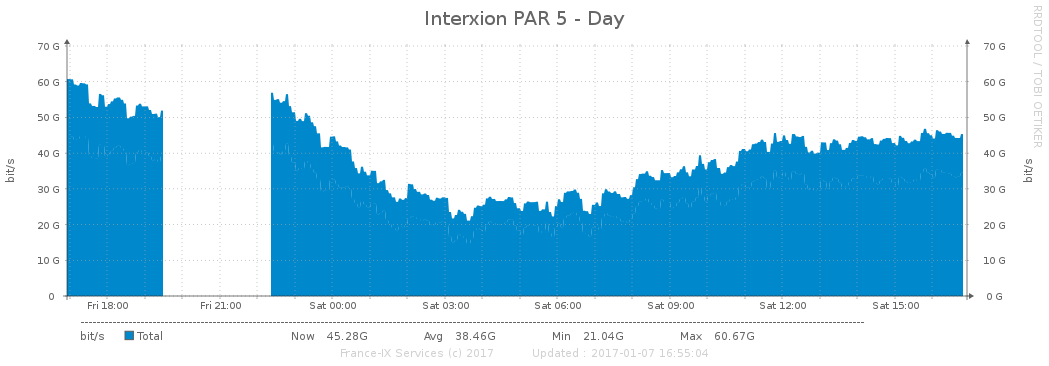 Interxion PAR 5 - Day
RRDTOOL / TOBI OETIKER
70 G 70 G
60 G 60 G
50 G 50 G
40 G 40 G
30 G 30 G
20 G 20 G
10 G 10 G
0 0 G
bit/s bit/s
Fri 18:00 Fri 21:00 Sat 00:00 Sat 03:00 Sat 06:00 Sat 09:00 Sat 12:00 Sat 15:00
bit/s Total Now 45.28G Avg 38.46G Min 21.04G Max 60.67G
France-IX Services (c) 2017 Updated : 2017-01-07 16:55:04